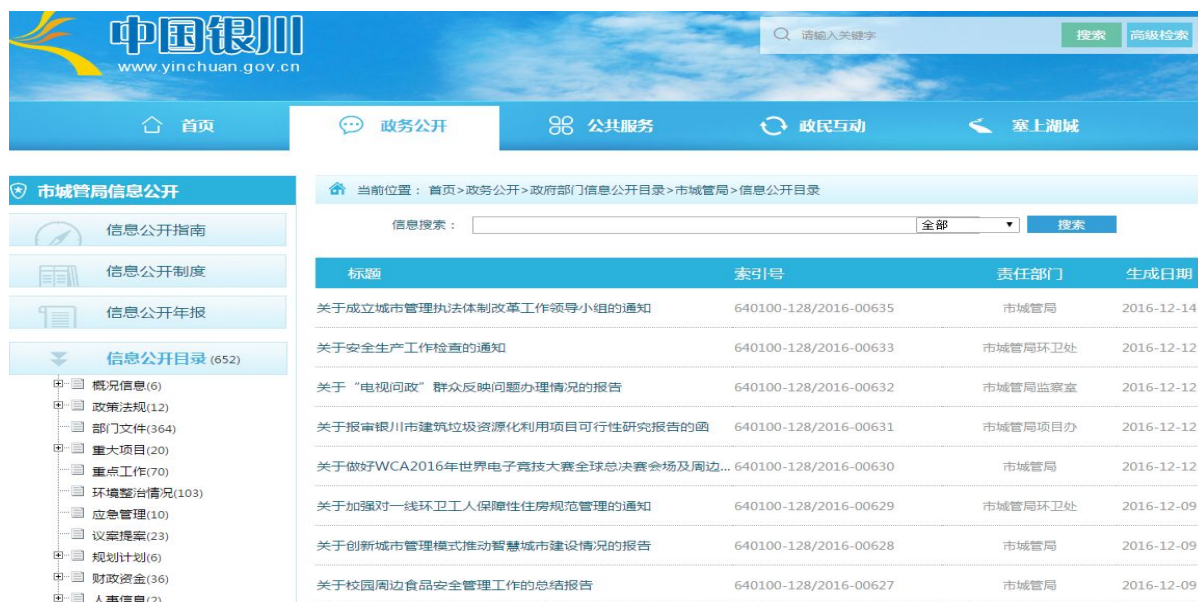 中国银川
www.yinchuan.gov.cn
请输入关键字
搜索
高级检索
首页
政务公开
公共服务
政民互动
塞上湖城
市城管局信息公开
信息公开指南
信息公开制度
信息公开年报
信息公开目录 (652)
概况信息(6)
政策法规(12)
部门文件(364)
重大项目(20)
重点工作(70)
环境整治情况(103)
应急管理(10)
议案提案(23)
规划计划(6)
财政资金(36)
人事信息(2)
当前位置：首页>政务公开>政府部门信息公开目录>市城管局>信息公开目录
信息搜索： 全部 搜索
标题 索引号 责任部门 生成日期
关于成立城市管理执法体制改革工作领导小组的通知 640100-128/2016-00635 市城管局 2016-12-14
关于安全生产工作检查的通知 640100-128/2016-00633 市城管局环卫处 2016-12-12
关于“电视问政”群众反映问题办理情况的报告 640100-128/2016-00632 市城管局监察室 2016-12-12
关于报审银川市建筑垃圾资源化利用项目可行性研究报告的函 640100-128/2016-00631 市城管局项目办 2016-12-12
关于做好WCA2016年世界电子竞技大赛全球总决赛会场及周边... 640100-128/2016-00630 市城管局 2016-12-12
关于加强对一线环卫工人保障性住房规范管理的通知 640100-128/2016-00629 市城管局环卫处 2016-12-09
关于创新城市管理模式推动智慧城市建设情况的报告 640100-128/2016-00628 市城管局 2016-12-09
关于校园周边食品安全管理工作的总结报告 640100-128/2016-00627 市城管局 2016-12-09